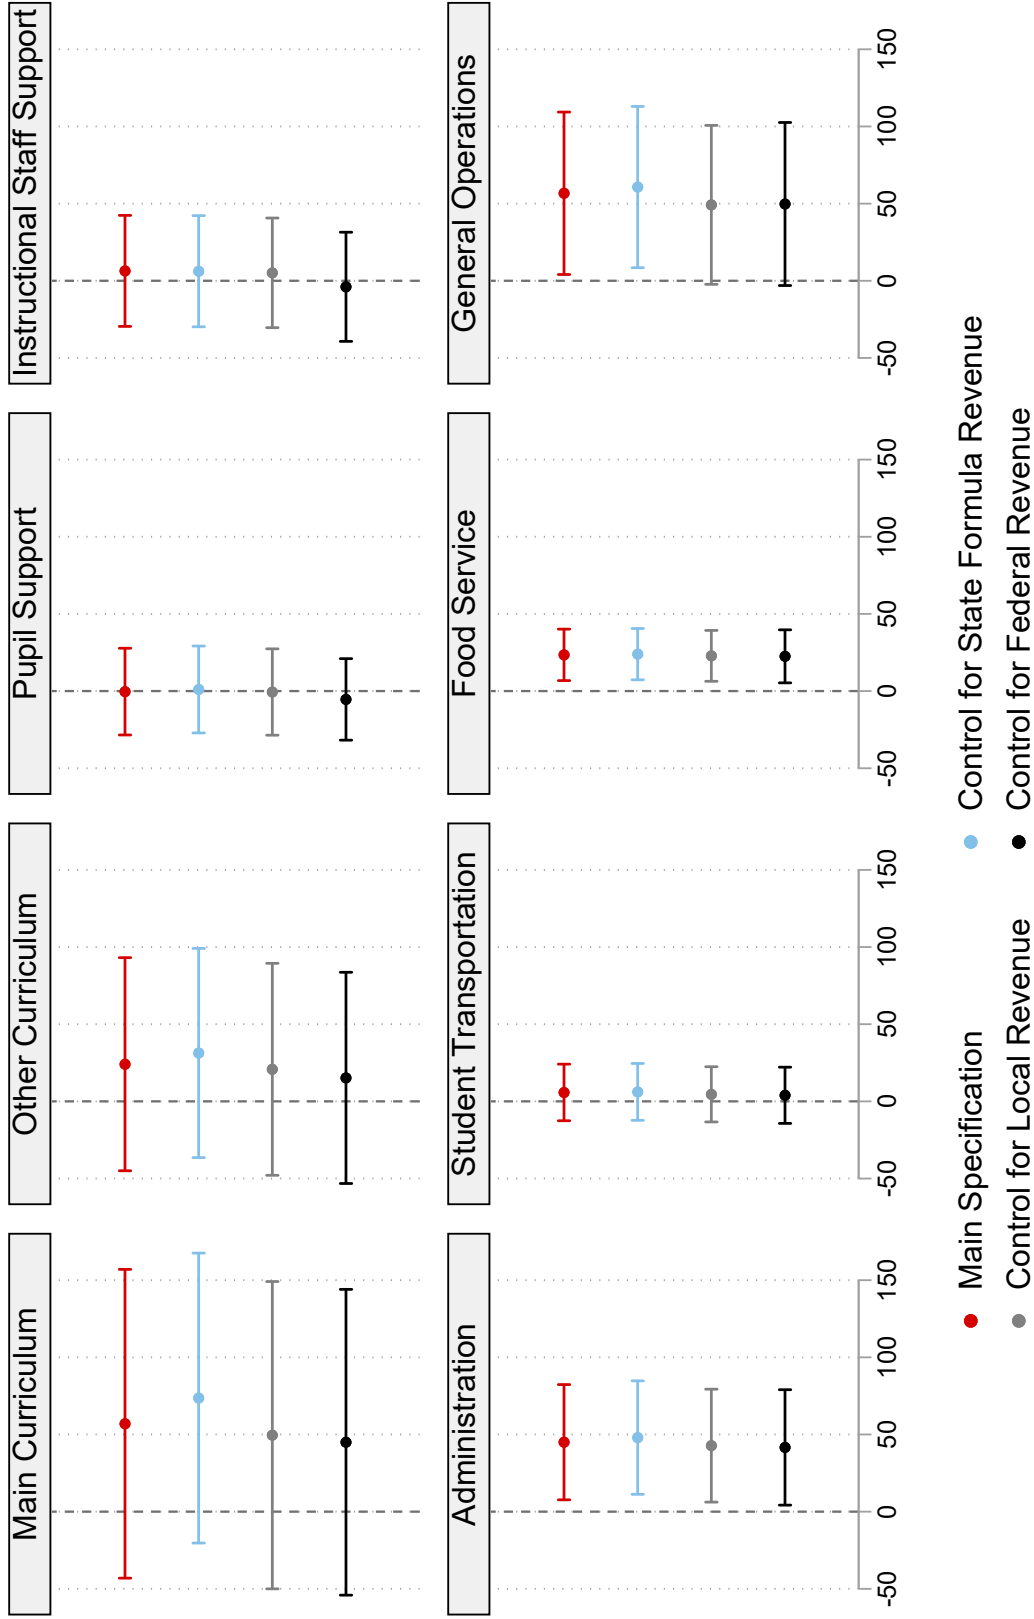 Main Curriculum
Other Curriculum
Pupil Support
Instructional Staff Support
Administration
Student Transportation
Food Service
General Operations
-50 0 50 100 150
-50 0 50 100 150
-50 0 50 100 150
-50 0 50 100 150
Main Specification
Control for State Formula Revenue
Control for Local Revenue
Control for Federal Revenue